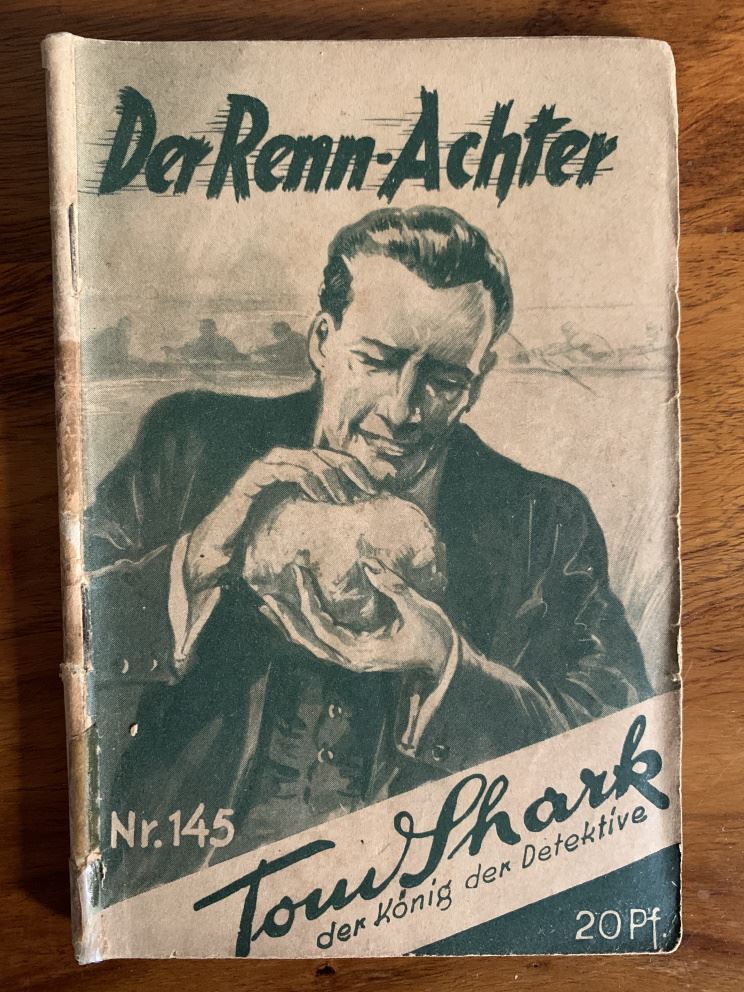 Der Renn-Achter
Nr. 145
Tom Shark
der König der Detektive
20 Pf.